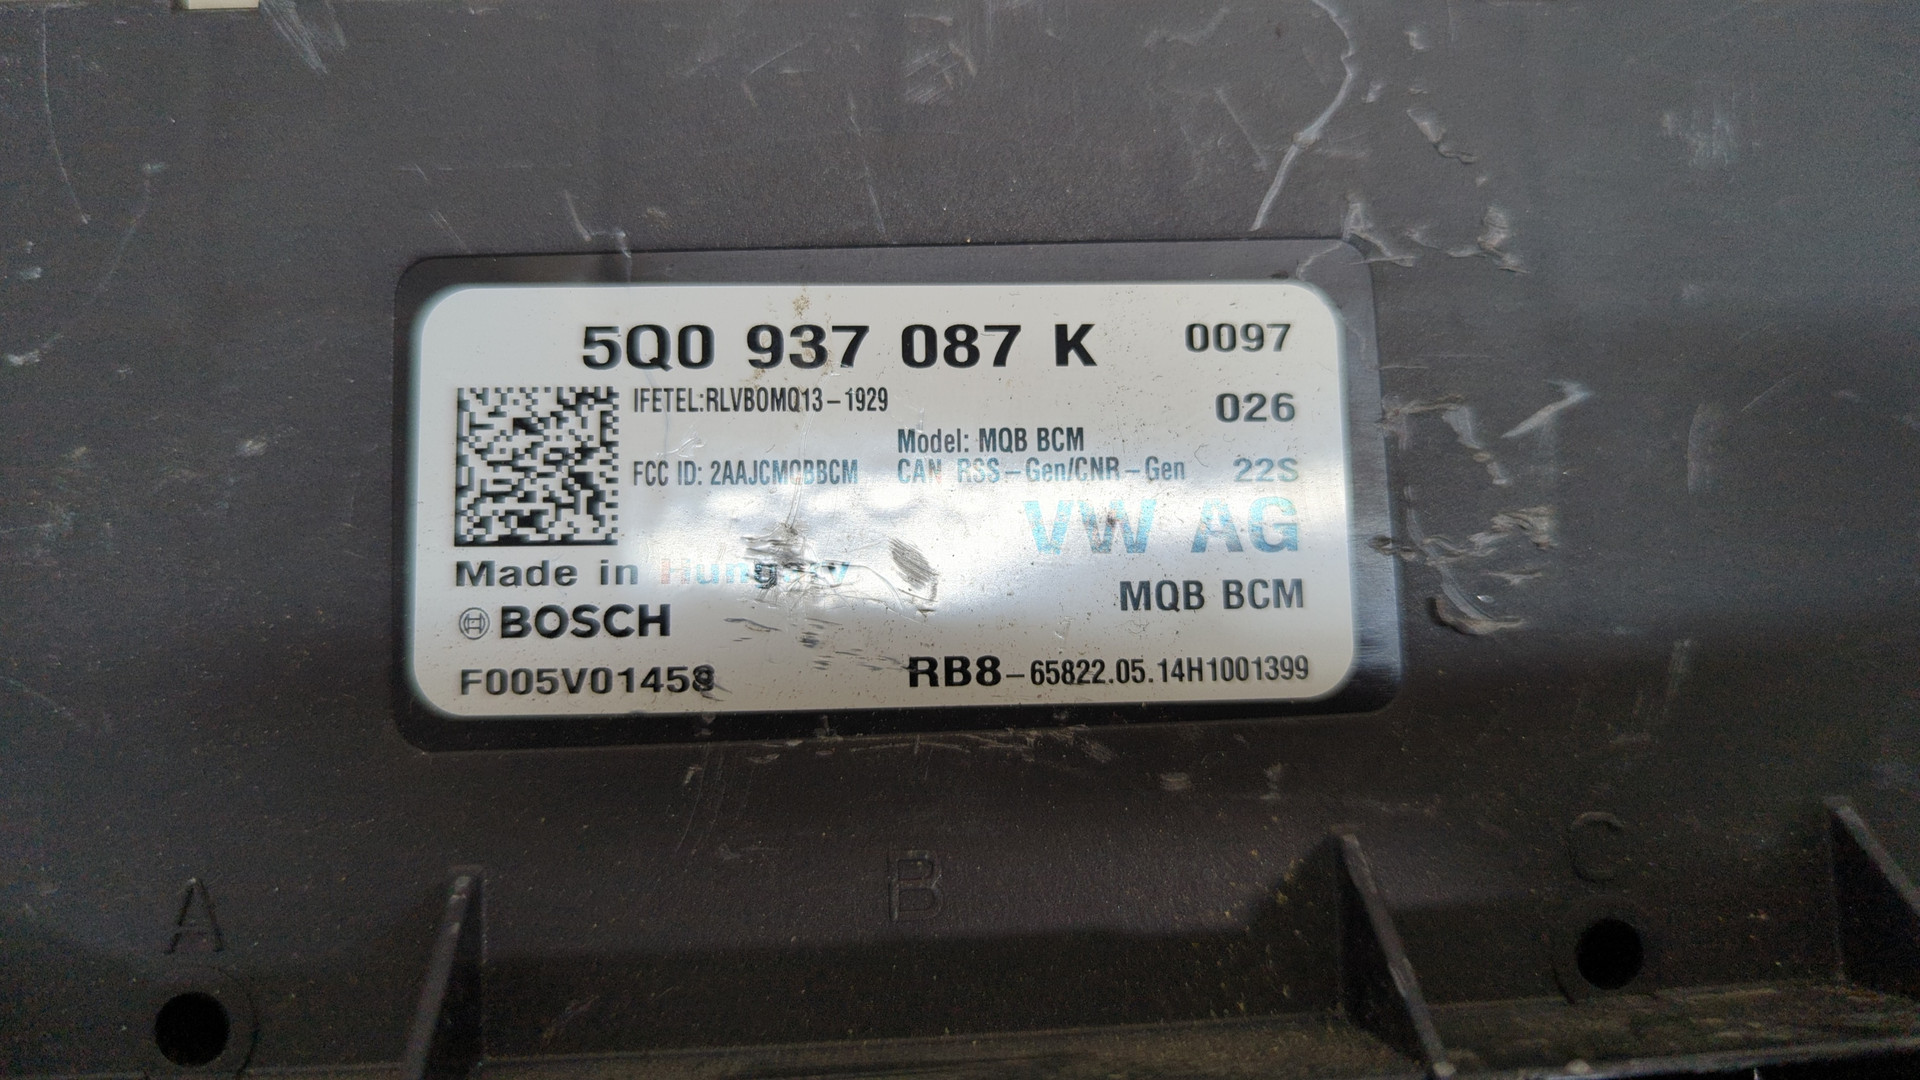 5Q0 937 087 K 0097
IFETEL:RLVBOMQ13-1929 026
Model: MQB BCM
FCC ID: 2AAJCMQBBCM CAN RSS-Gen/CNR-Gen 22S
VW AG
Made in Hungary
MQB BCM
BOSCH
F005V01458 RB8-65822.05.14H1001399
A B C